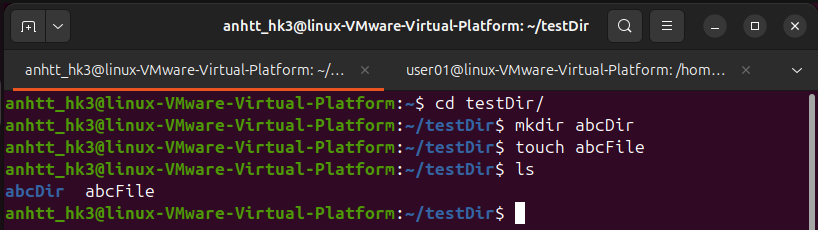 anhtt_hk3@linux-VMware-Virtual-Platform: ~/testDir
anhtt_hk3@linux-VMware-Virtual-Platform: ~/... × user01@linux-VMware-Virtual-Platform: /hom... ×
anhtt_hk3@linux-VMware-Virtual-Platform:~$ cd testDir/
anhtt_hk3@linux-VMware-Virtual-Platform:~/testDir$ mkdir abcDir
anhtt_hk3@linux-VMware-Virtual-Platform:~/testDir$ touch abcFile
anhtt_hk3@linux-VMware-Virtual-Platform:~/testDir$ ls
abcDir  abcFile
anhtt_hk3@linux-VMware-Virtual-Platform:~/testDir$